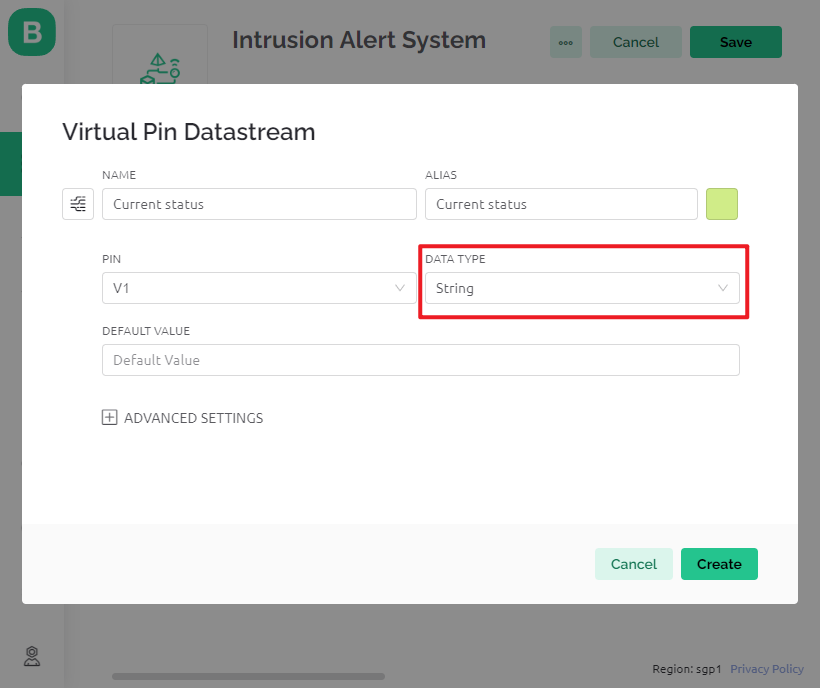 B
Intrusion Alert System
Cancel
Save
Virtual Pin Datastream
NAME
ALIAS
Current status
Current status
PIN
DATA TYPE
V1
String
DEFAULT VALUE
Default Value
ADVANCED SETTINGS
Cancel
Create
Region: sgp1 Privacy Policy